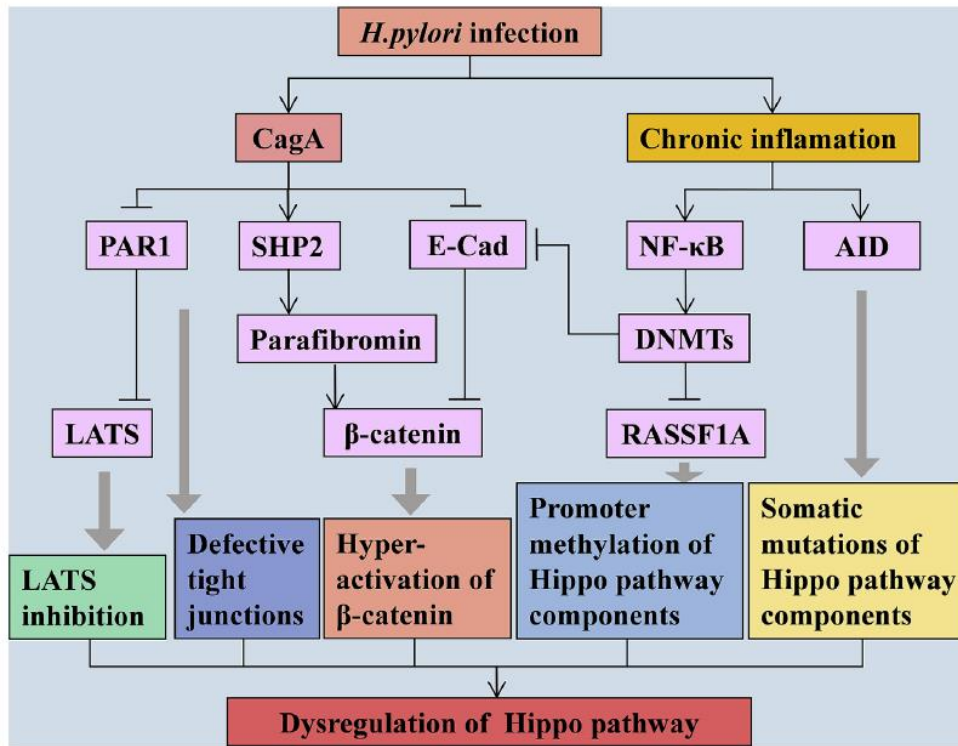 H.pylori infection
CagA
Chronic inflamation
PAR1
SHP2
E-Cad
NF-κB
AID
Parafibromin
DNMTs
LATS
β-catenin
RASSF1A
LATS
inhibition
Defective
tight
junctions
Hyper-
activation of
β-catenin
Promoter
methylation of
Hippo pathway
components
Somatic
mutations of
Hippo pathway
components
Dysregulation of Hippo pathway